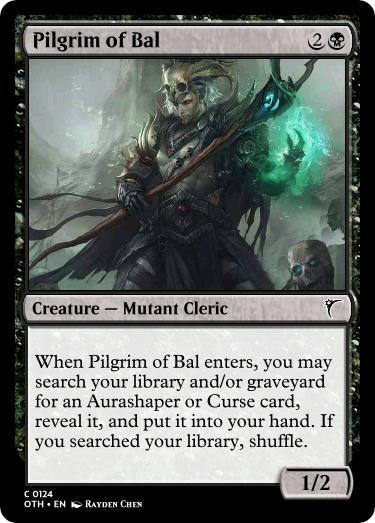 Pilgrim of Bal 2
Creature — Mutant Cleric
When Pilgrim of Bal enters, you may
search your library and/or graveyard
for an Aurashaper or Curse card,
reveal it, and put it into your hand. If
you searched your library, shuffle.
1/2
C 0124
OTH • EN Rayden Chen